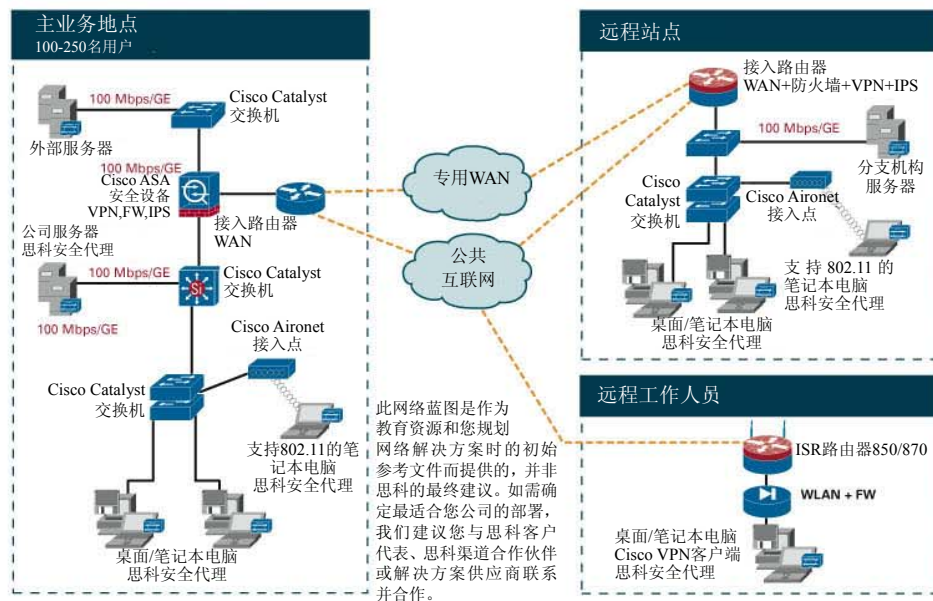 主业务地点
100-250名用户
100 Mbps/GE
Cisco Catalyst
交换机
外部服务器
100 Mbps/GE
Cisco ASA
安全设备
VPN,FW,IPS
接入路由器
WAN
公司服务器
思科安全代理
100 Mbps/GE
Cisco Catalyst
交换机
Si
100 Mbps/GE
Cisco Aironet
接入点
Cisco Catalyst
交换机
支持802.11的笔
记本电脑
思科安全代理
桌面/笔记本电脑
思科安全代理
专用WAN
公共
互联网
此网络蓝图是作为
教育资源和您规划
网络解决方案时的初始
参考文件而提供的,并非
思科的最终建议。如需确
定最适合您公司的部署,
我们建议您与思科客户
代表、思科渠道合作伙伴
或解决方案供应商联系
并合作。
远程站点
接入路由器
WAN+防火墙+VPN+IPS
100 Mbps/GE
分支机构
服务器
Cisco
Catalyst
交换机
Cisco Aironet
接入点
支持 802.11 的
笔记本电脑
思科安全代理
桌面/笔记本电脑
思科安全代理
远程工作人员
ISR路由器850/870
WLAN + FW
桌面/笔记本电脑
Cisco VPN客户端
思科安全代理